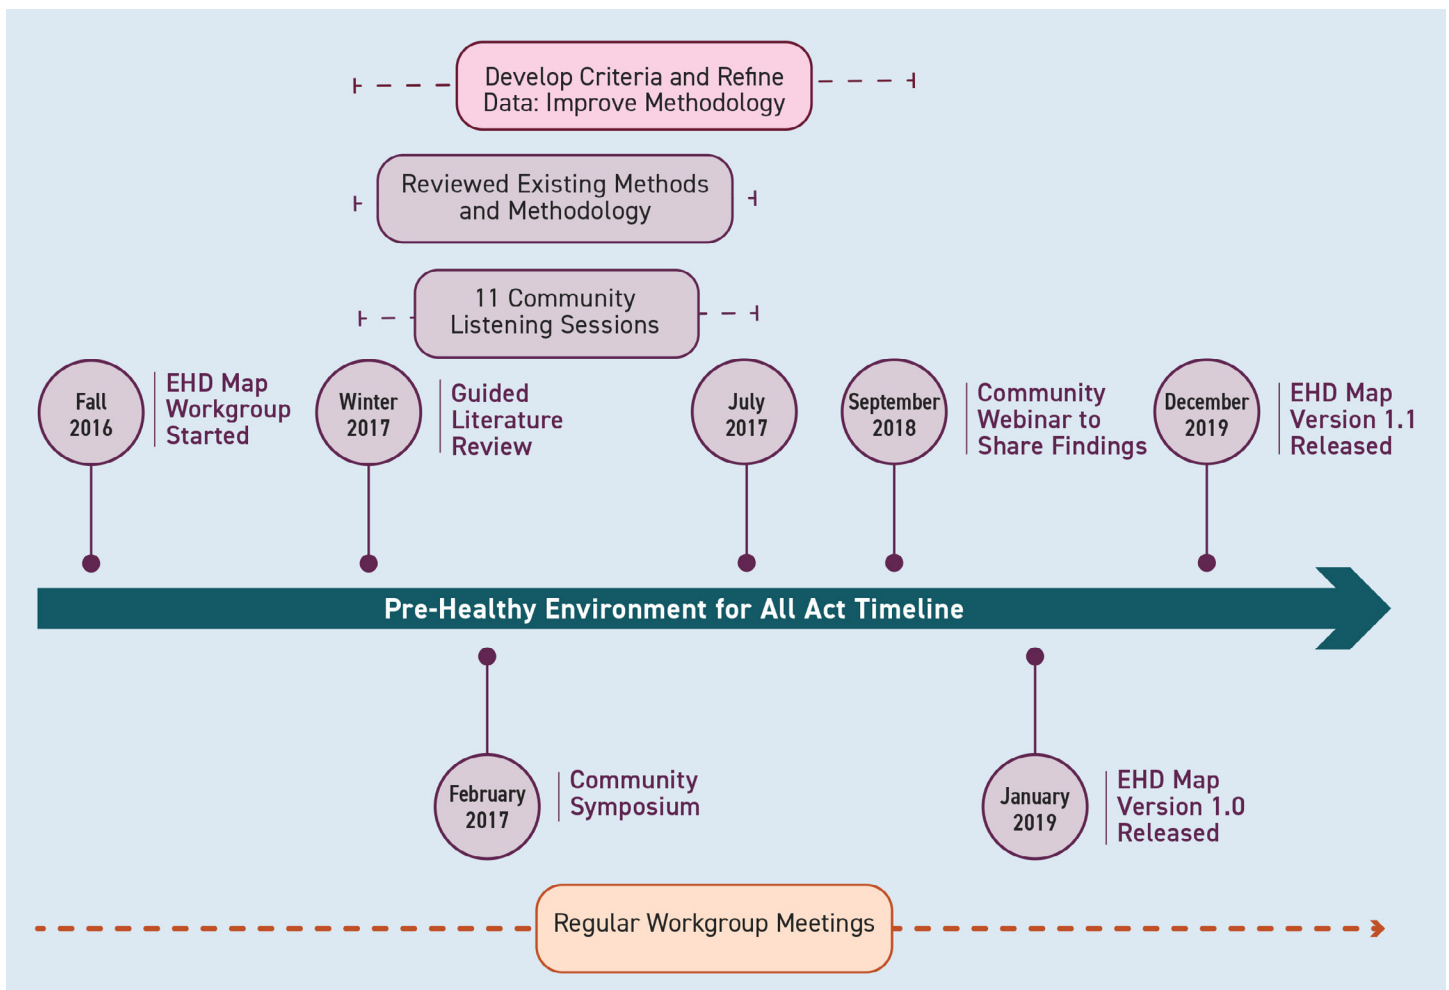 Develop Criteria and Refine
Data: Improve Methodology
Reviewed Existing Methods
and Methodology
11 Community
Listening Sessions
Fall
2016
EHD Map
Workgroup
Started
Winter
2017
Guided
Literature
Review
July
2017
September
2018
Community
Webinar to
Share Findings
December
2019
EHD Map
Version 1.1
Released
Pre-Healthy Environment for All Act Timeline
February
2017
Community
Symposium
January
2019
EHD Map
Version 1.0
Released
Regular Workgroup Meetings